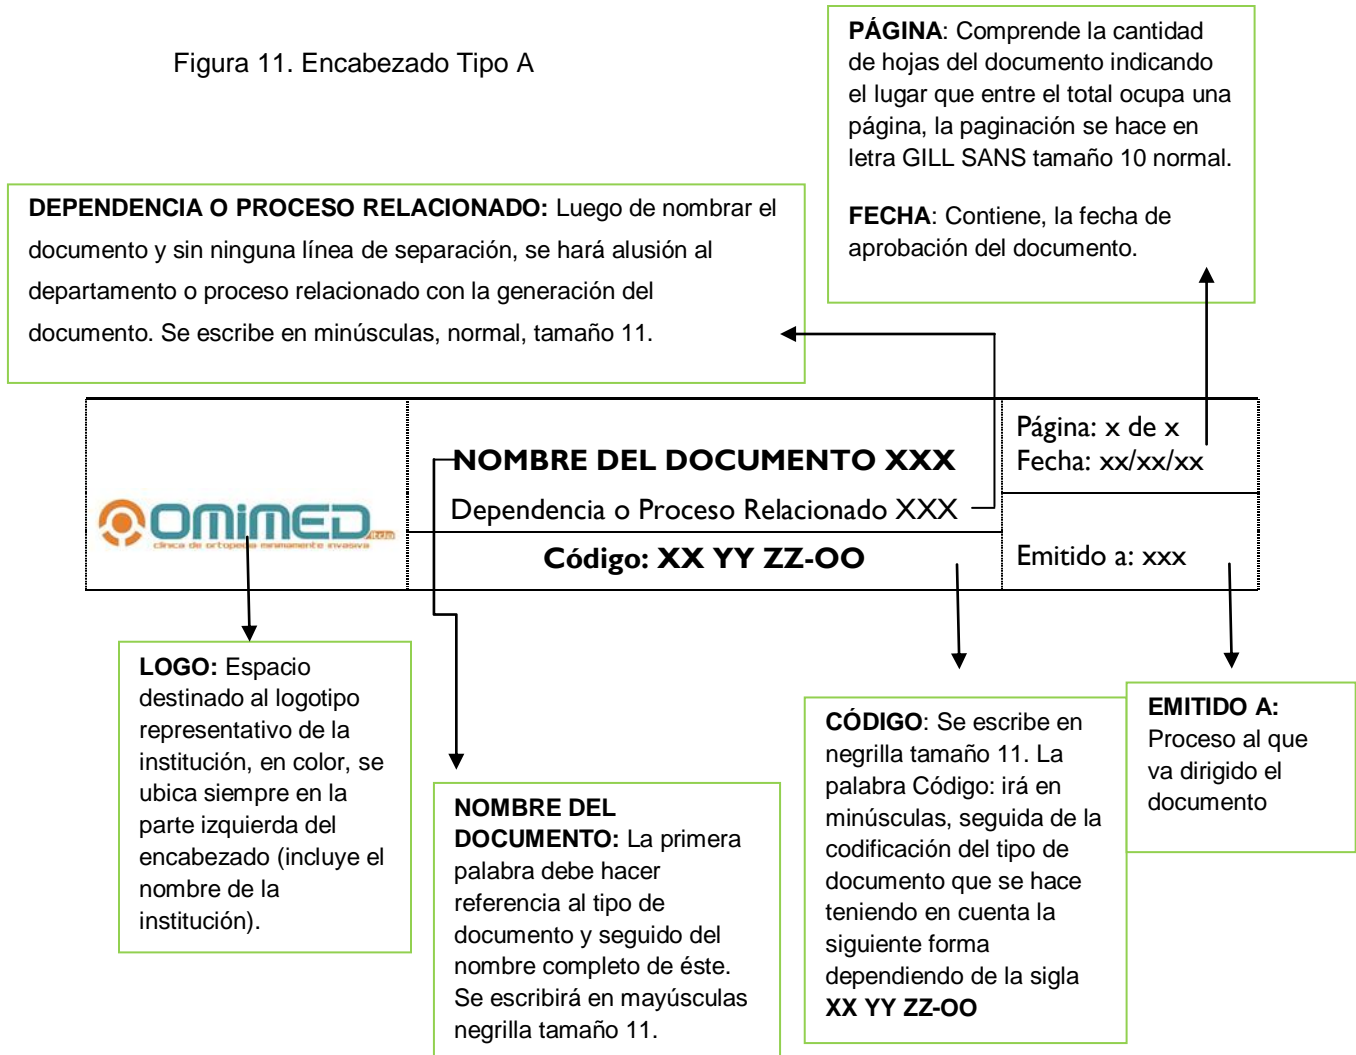 Figura 11. Encabezado Tipo A
PÁGINA: Comprende la cantidad
de hojas del documento indicando
el lugar que entre el total ocupa una
página, la paginación se hace en
letra GILL SANS tamaño 10 normal.
FECHA: Contiene, la fecha de
aprobación del documento.
DEPENDENCIA O PROCESO RELACIONADO: Luego de nombrar el
documento y sin ninguna línea de separación, se hará alusión al
departamento o proceso relacionado con la generación del
documento. Se escribe en minúsculas, normal, tamaño 11.
OMIMED ltda
clinica de ortopedia minimamente invasiva
NOMBRE DEL DOCUMENTO XXX
Dependencia o Proceso Relacionado XXX
Código: XX YY ZZ-OO
Página: x de x
Fecha: xx/xx/xx
Emitido a: xxx
LOGO: Espacio
destinado al logotipo
representativo de la
institución, en color, se
ubica siempre en la
parte izquierda del
encabezado (incluye el
nombre de la
institución).
NOMBRE DEL
DOCUMENTO: La primera
palabra debe hacer
referencia al tipo de
documento y seguido del
nombre completo de éste.
Se escribirá en mayúsculas
negrilla tamaño 11.
CÓDIGO: Se escribe en
negrilla tamaño 11. La
palabra Código: irá en
minúsculas, seguida de la
codificación del tipo de
documento que se hace
teniendo en cuenta la
siguiente forma
dependiendo de la sigla
XX YY ZZ-OO
EMITIDO A:
Proceso al que
va dirigido el
documento